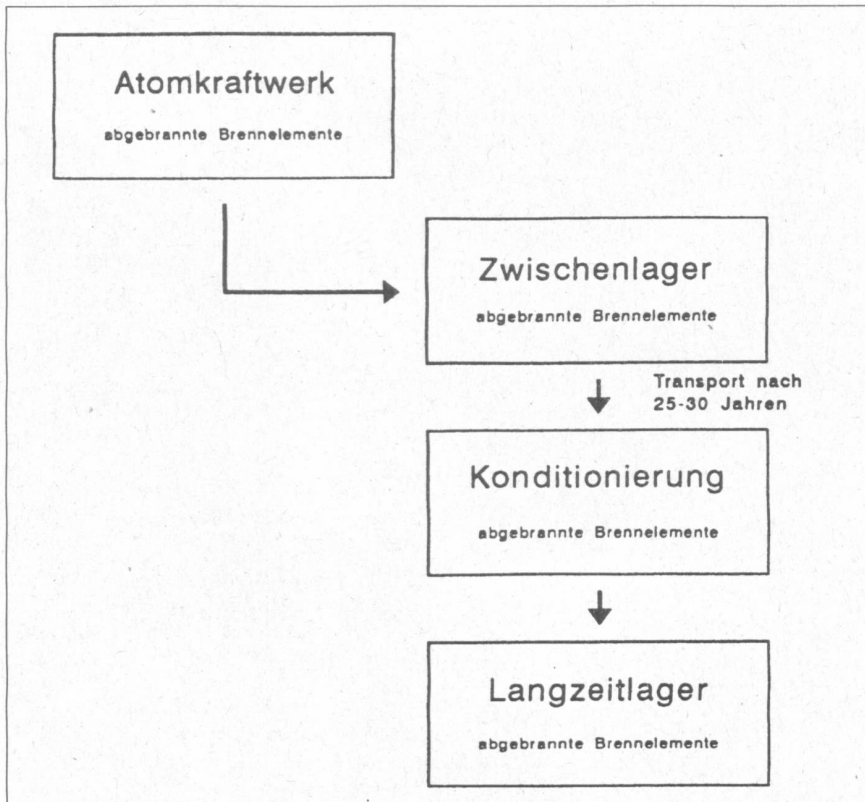 Atomkraftwerk
abgebrannte Brennelemente
Zwischenlager
abgebrannte Brennelemente
Transport nach
25-30 Jahren
Konditionierung
abgebrannte Brennelemente
Langzeitlager
abgebrannte Brennelemente